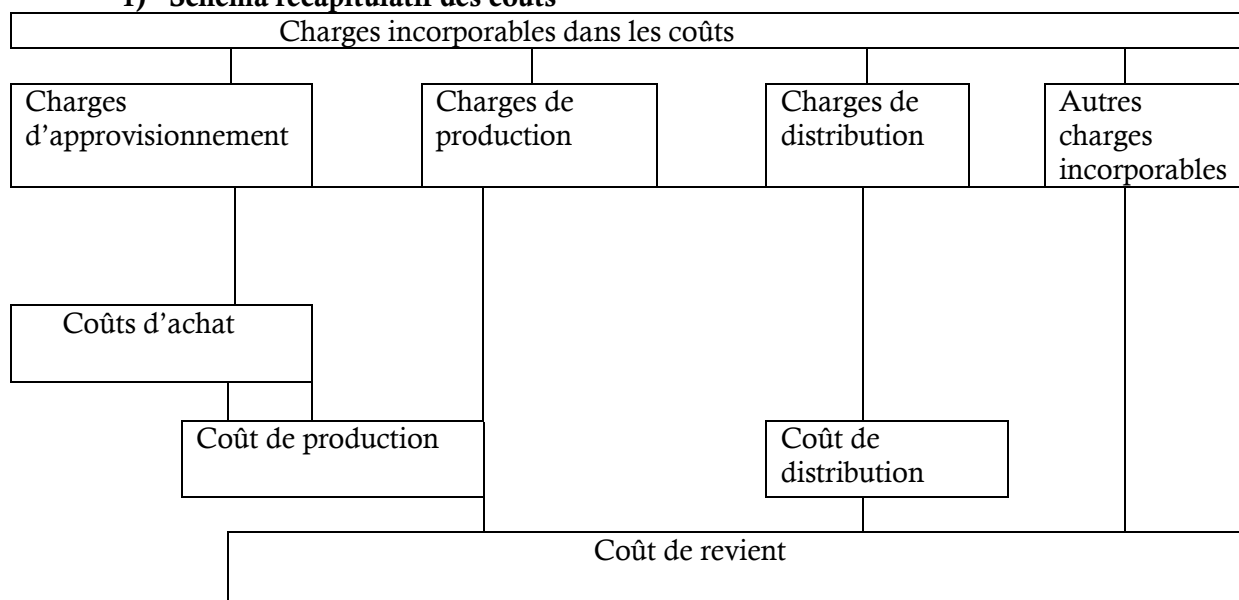 1) Schéma récapitulatif des coûts
Charges incorporables dans les coûts
Charges
d’approvisionnement
Charges de
production
Charges de
distribution
Autres
charges
incorporables
Coûts d’achat
Coût de production
Coût de
distribution
Coût de revient